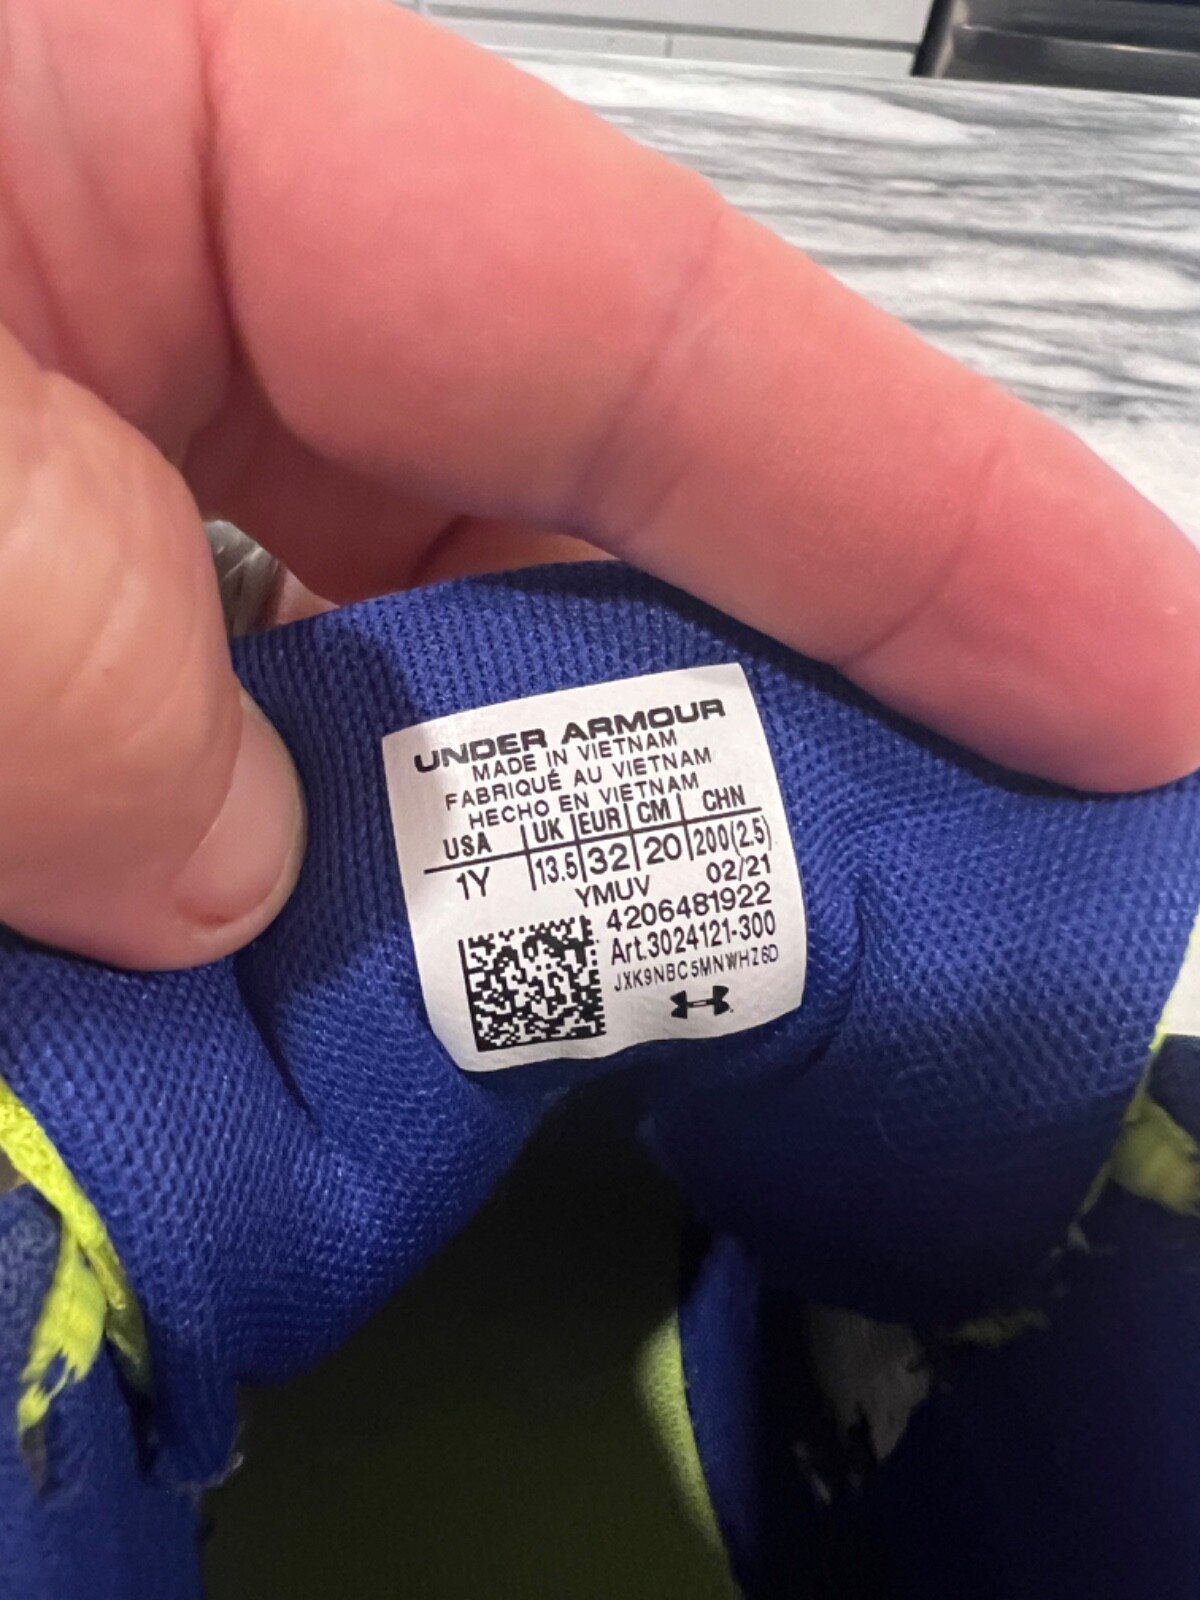 UNDER ARMOUR
MADE IN VIETNAM
FABRIQUÉ AU VIETNAM
HECHO EN VIETNAM
USA UK EUR CM CHN
1Y 13.5 32 20 200(2.5)
YMUV 02/21
4206481922
Art.3024121-300
JXK9NBC5MNWHZ6D